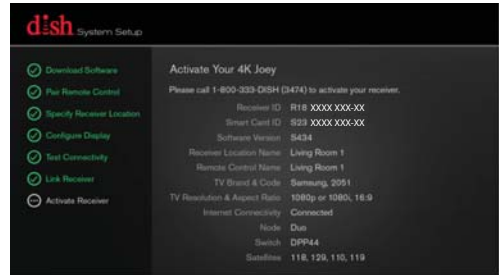 dish System Setup
Download Software
Pair Remote Control
Specify Receiver Location
Configure Display
Test Connectivity
Link Receiver
Activate Receiver
Activate Your 4K Joey
Please call 1-800-333-DISH (3474) to activate your receiver.
Receiver ID R18 XXXX XXX-XX
Smart Card ID S23 XXXX XXX-XX
Software Version S434
Receiver Location Name Living Room 1
Remote Control Name Living Room 1
TV Brand & Code Samsung, 2051
TV Resolution & Aspect Ratio 1080p or 1080i, 16:9
Internet Connectivity Connected
Node Duo
Switch DPP44
Satellites 118, 129, 110, 119